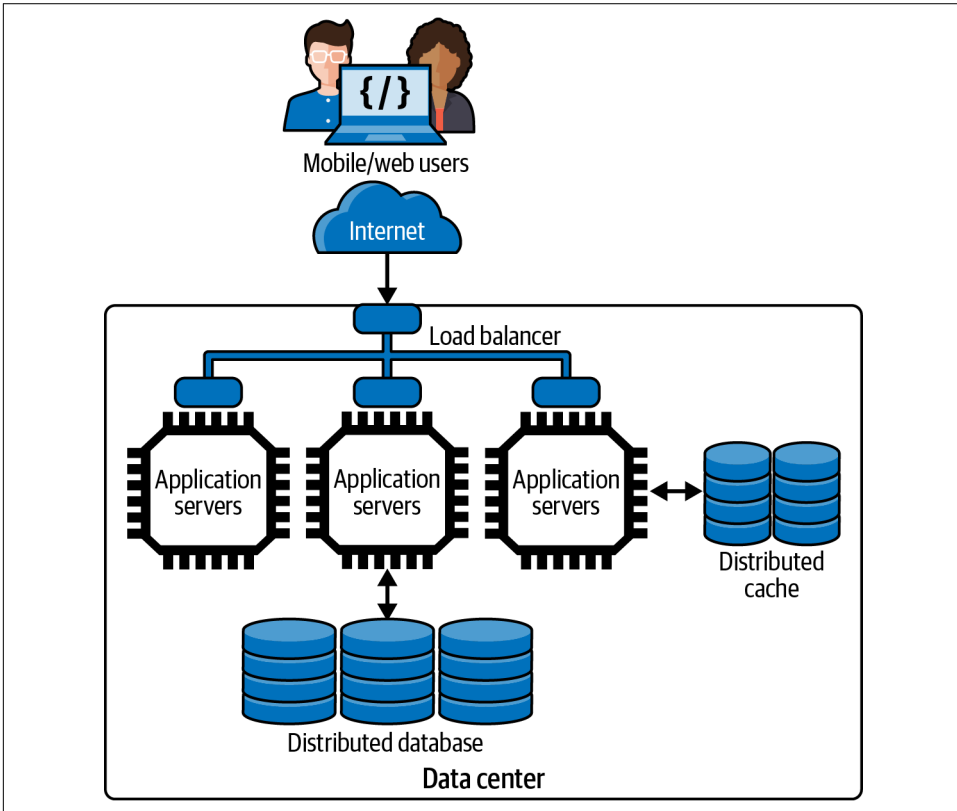 {/}
Mobile/web users
Internet
Load balancer
Application
servers
Application
servers
Application
servers
Distributed
cache
Distributed database
Data center